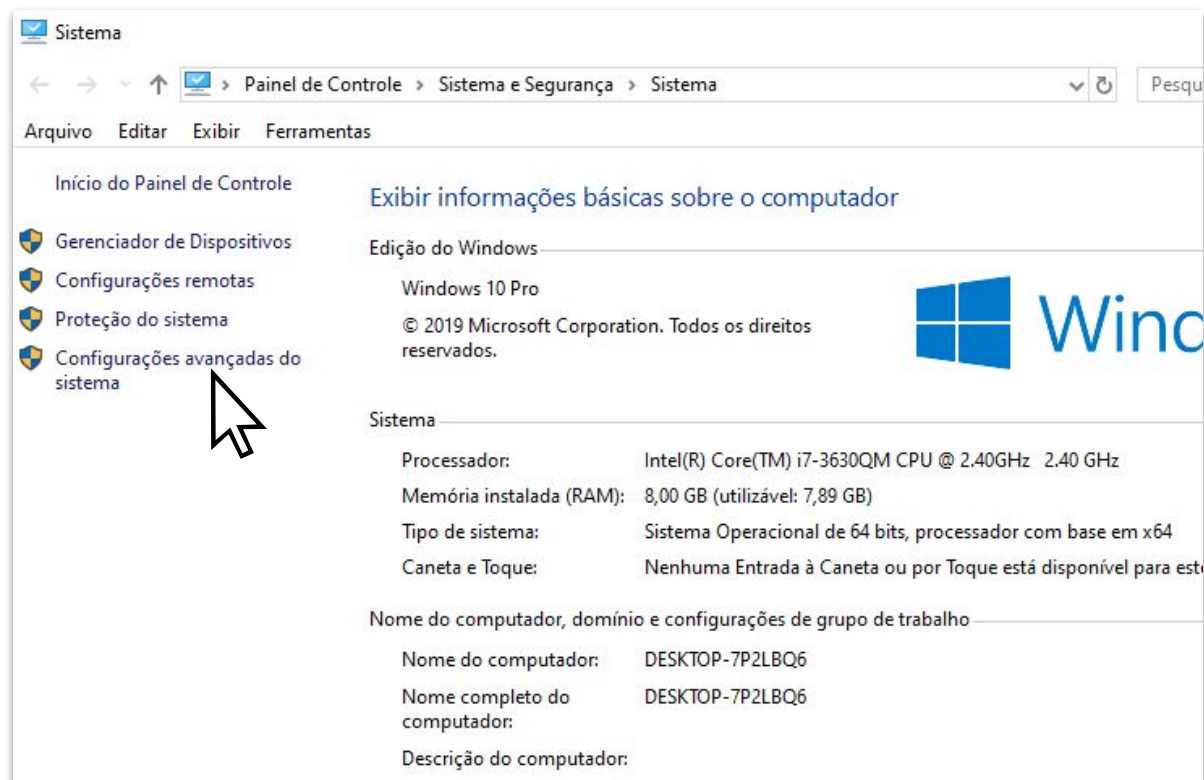 Sistema
Painel de Controle > Sistema e Segurança > Sistema
Pesqu
Arquivo Editar Exibir Ferramentas
Início do Painel de Controle
Gerenciador de Dispositivos
Configurações remotas
Proteção do sistema
Configurações avançadas do
sistema
Exibir informações básicas sobre o computador
Edição do Windows
Windows 10 Pro
© 2019 Microsoft Corporation. Todos os direitos
reservados.
Wind
Sistema
Processador: Intel(R) Core(TM) i7-3630QM CPU @ 2.40GHz 2.40 GHz
Memória instalada (RAM): 8,00 GB (utilizável: 7,89 GB)
Tipo de sistema: Sistema Operacional de 64 bits, processador com base em x64
Caneta e Toque: Nenhuma Entrada à Caneta ou por Toque está disponível para este
Nome do computador, domínio e configurações de grupo de trabalho
Nome do computador: DESKTOP-7P2LBQ6
Nome completo do DESKTOP-7P2LBQ6
computador:
Descrição do computador: